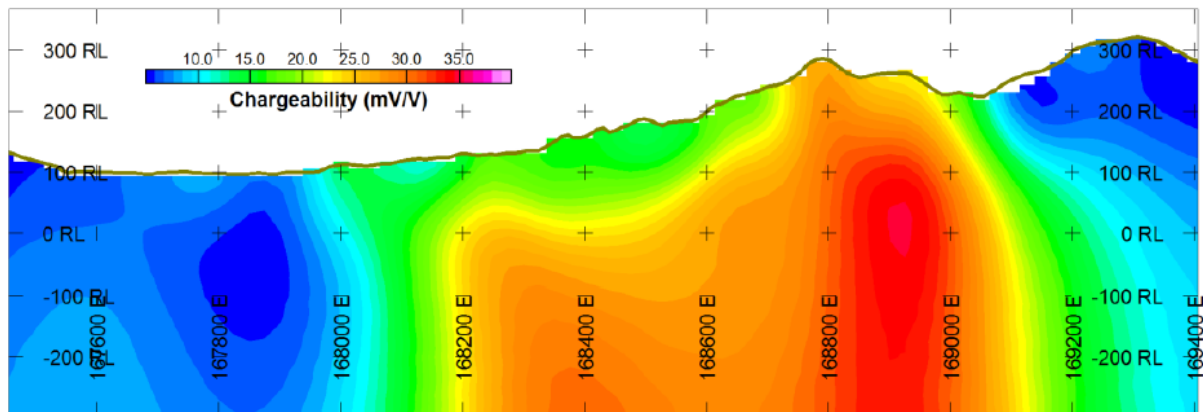 300 RL
300 RL
10.0 15.0 20.0 25.0 30.0 35.0
Chargeability (mV/V)
200 RL
200 RL
100 RL
100 RL
0 RL
0 RL
-100 RL
-100 RL
-200 RL
-200 RL
167600 E
167800 E
168000 E
168200 E
168400 E
168600 E
168800 E
169000 E
169200 E
169400 E